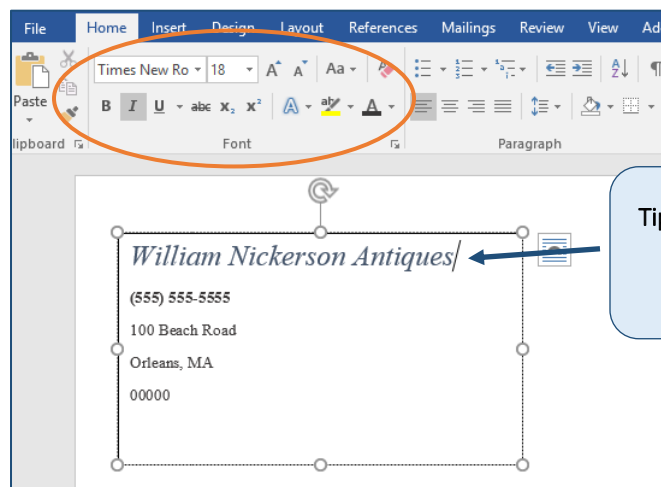 File Home Insert Design Layout References Mailings Review View Ad
Times New Ro 18 A A Aa
Paste B I U abc X₂ X² A ab A
lipboard Font Paragraph
Tip
William Nickerson Antiques
(555) 555-5555
100 Beach Road
Orleans, MA
00000